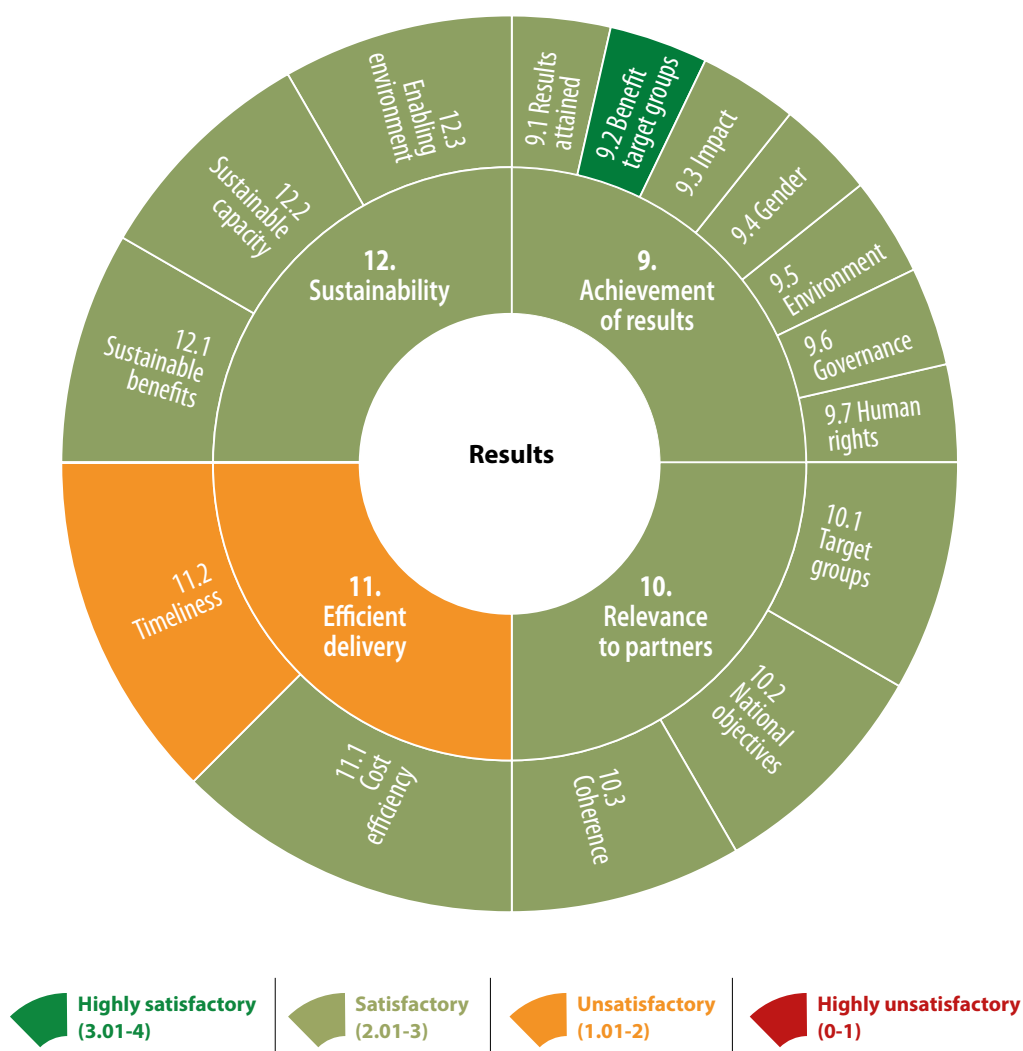 9.1 Results
attained
9.2 Benefit
target groups
9.3 Impact
9.4 Gender
9.5
Environment
9.6
Governance
9.7 Human
rights
10.1
Target
groups
10.2
National
objectives
10.3
Coherence
11.1 Cost
efficiency
11.2
Timeliness
12.1
Sustainable
benefits
12.2
Sustainable
capacity
12.3
Enabling
environment
9.
Achievement
of results
10.
Relevance
to partners
11.
Efficient
delivery
12.
Sustainability
Results
Highly satisfactory
(3.01-4)
Satisfactory
(2.01-3)
Unsatisfactory
(1.01-2)
Highly unsatisfactory
(0-1)